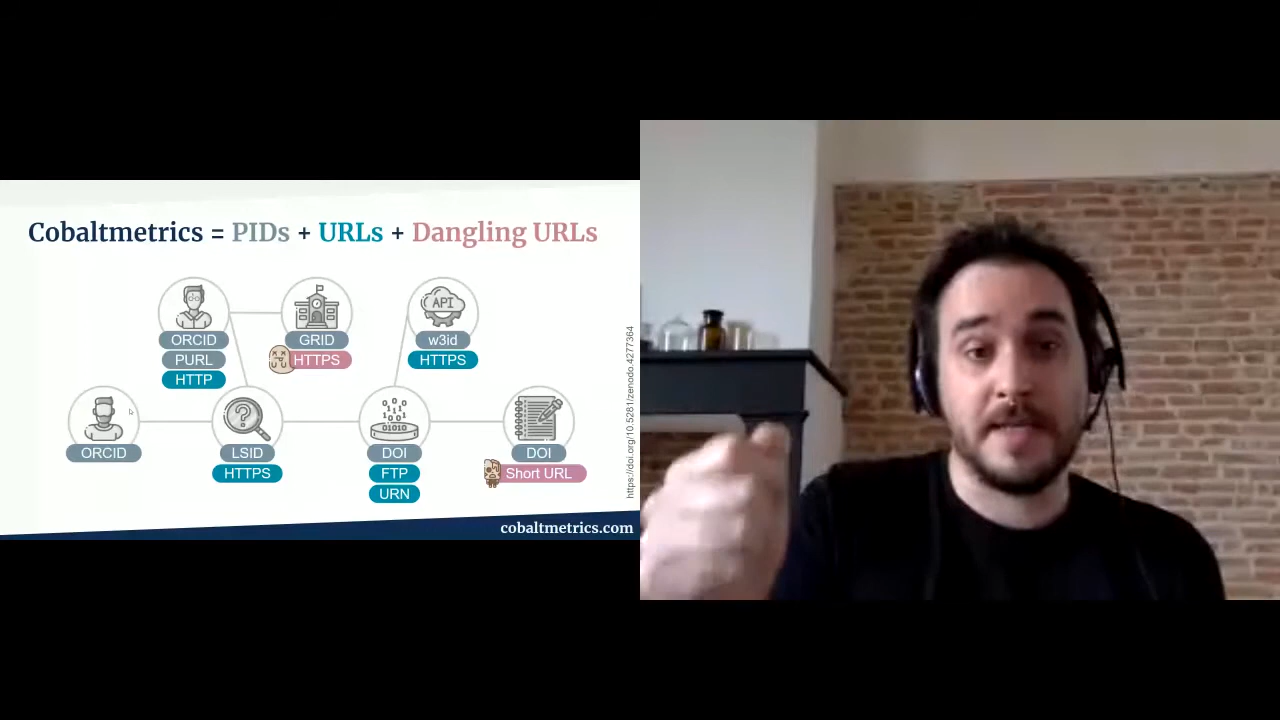 Cobaltmetrics = PIDs + URLs + Dangling URLs
ORCID
PURL
HTTP
GRID
HTTPS
API
w3id
HTTPS
ORCID
?
LSID
HTTPS
01010
DOI
FTP
URN
DOI
Short URL
https://doi.org/10.5281/zenodo.4277364
cobaltmetrics.com